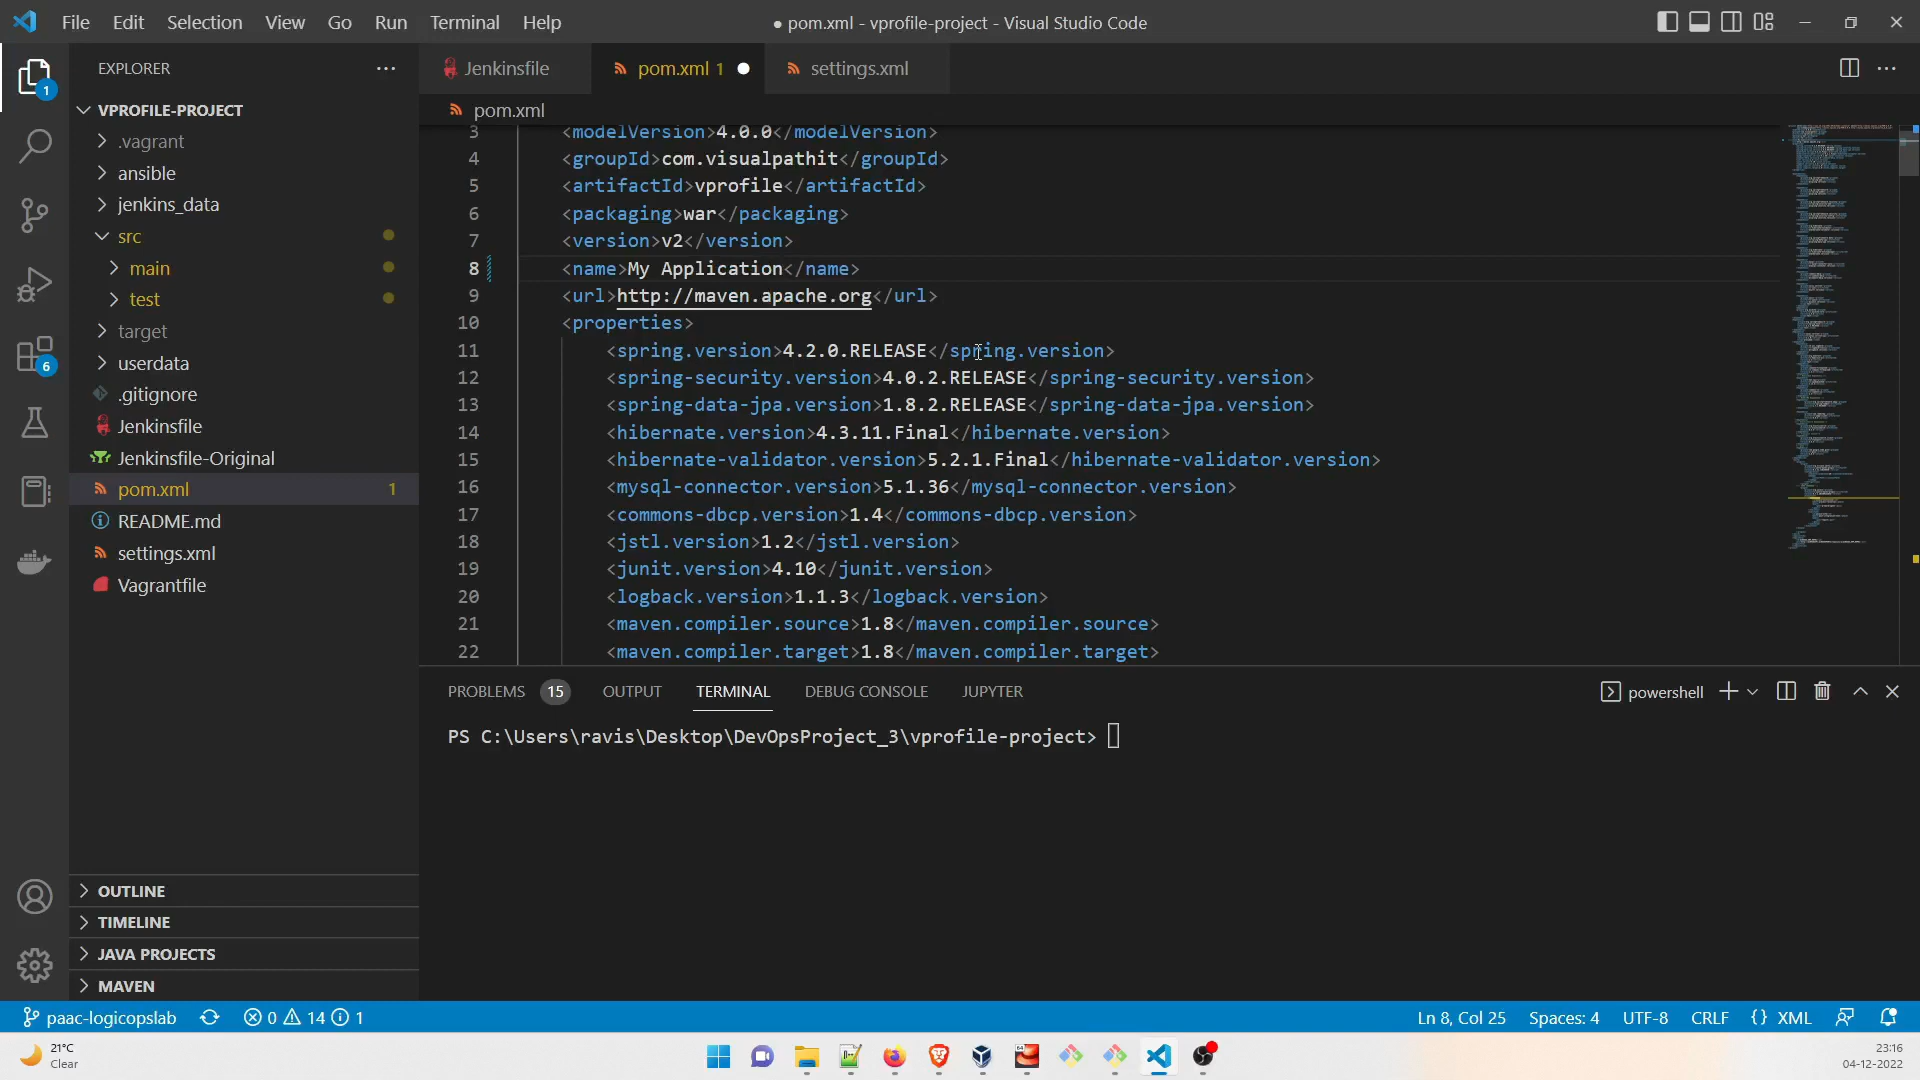 File Edit Selection View Go Run Terminal Help
● pom.xml - vprofile-project - Visual Studio Code
EXPLORER
Jenkinsfile
pom.xml 1
settings.xml
1
VPROFILE-PROJECT
.vagrant
ansible
jenkins_data
src
main
test
target
userdata
.gitignore
Jenkinsfile
Jenkinsfile-Original
pom.xml 1
README.md
settings.xml
Vagrantfile
6
OUTLINE
TIMELINE
JAVA PROJECTS
MAVEN
pom.xml
3 <modelVersion>4.0.0</modelVersion>
4 <groupId>com.visualpathit</groupId>
5 <artifactId>vprofile</artifactId>
6 <packaging>war</packaging>
7 <version>v2</version>
8 <name>My Application</name>
9 <url>http://maven.apache.org</url>
10 <properties>
11 <spring.version>4.2.0.RELEASE</spring.version>
12 <spring-security.version>4.0.2.RELEASE</spring-security.version>
13 <spring-data-jpa.version>1.8.2.RELEASE</spring-data-jpa.version>
14 <hibernate.version>4.3.11.Final</hibernate.version>
15 <hibernate-validator.version>5.2.1.Final</hibernate-validator.version>
16 <mysql-connector.version>5.1.36</mysql-connector.version>
17 <commons-dbcp.version>1.4</commons-dbcp.version>
18 <jstl.version>1.2</jstl.version>
19 <junit.version>4.10</junit.version>
20 <logback.version>1.1.3</logback.version>
21 <maven.compiler.source>1.8</maven.compiler.source>
22 <maven.compiler.target>1.8</maven.compiler.target>
PROBLEMS 15 OUTPUT TERMINAL DEBUG CONSOLE JUPYTER
powershell
PS C:\Users\ravis\Desktop\DevOpsProject_3\vprofile-project>
paac-logicopslab 0 14 1
Ln 8, Col 25 Spaces: 4 UTF-8 CRLF {} XML
21°C
Clear
23:16
04-12-2022